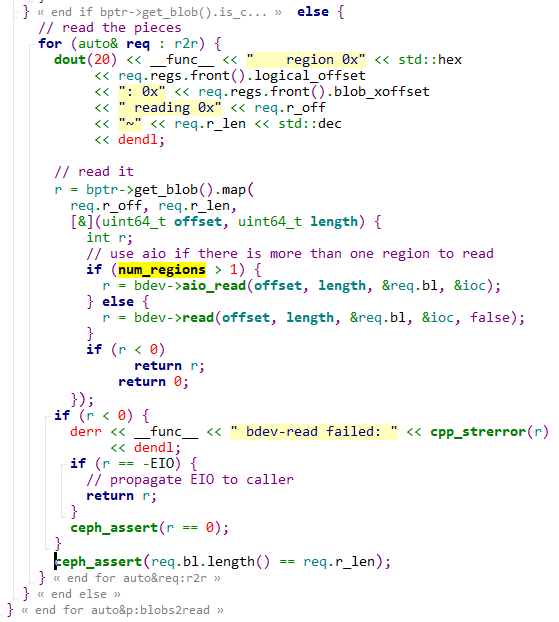 } « end if bptr->get_blob().is_c... »  else {
  // read the pieces
  for (auto& req : r2r) {
    dout(20) << __func__ << "    region 0x" << std::hex
         << req.regs.front().logical_offset
         << ": 0x" << req.regs.front().blob_xoffset
         << " reading 0x" << req.r_off
         << "~" << req.r_len << std::dec
         << dendl;
    // read it
    r = bptr->get_blob().map(
      req.r_off, req.r_len,
      [&](uint64_t offset, uint64_t length) {
        int r;
        // use aio if there is more than one region to read
        if (num_regions > 1) {
          r = bdev->aio_read(offset, length, &req.bl, &ioc);
        } else {
          r = bdev->read(offset, length, &req.bl, &ioc, false);
        }
        if (r < 0)
              return r;
            return 0;
      });
    if (r < 0) {
      derr << __func__ << " bdev-read failed: " << cpp_strerror(r)
           << dendl;
      if (r == -EIO) {
        // propagate EIO to caller
        return r;
      }
      ceph_assert(r == 0);
    }
    ceph_assert(req.bl.length() == req.r_len);
  } « end for auto&req:r2r »
} « end else »
} « end for auto&p:blobs2read »